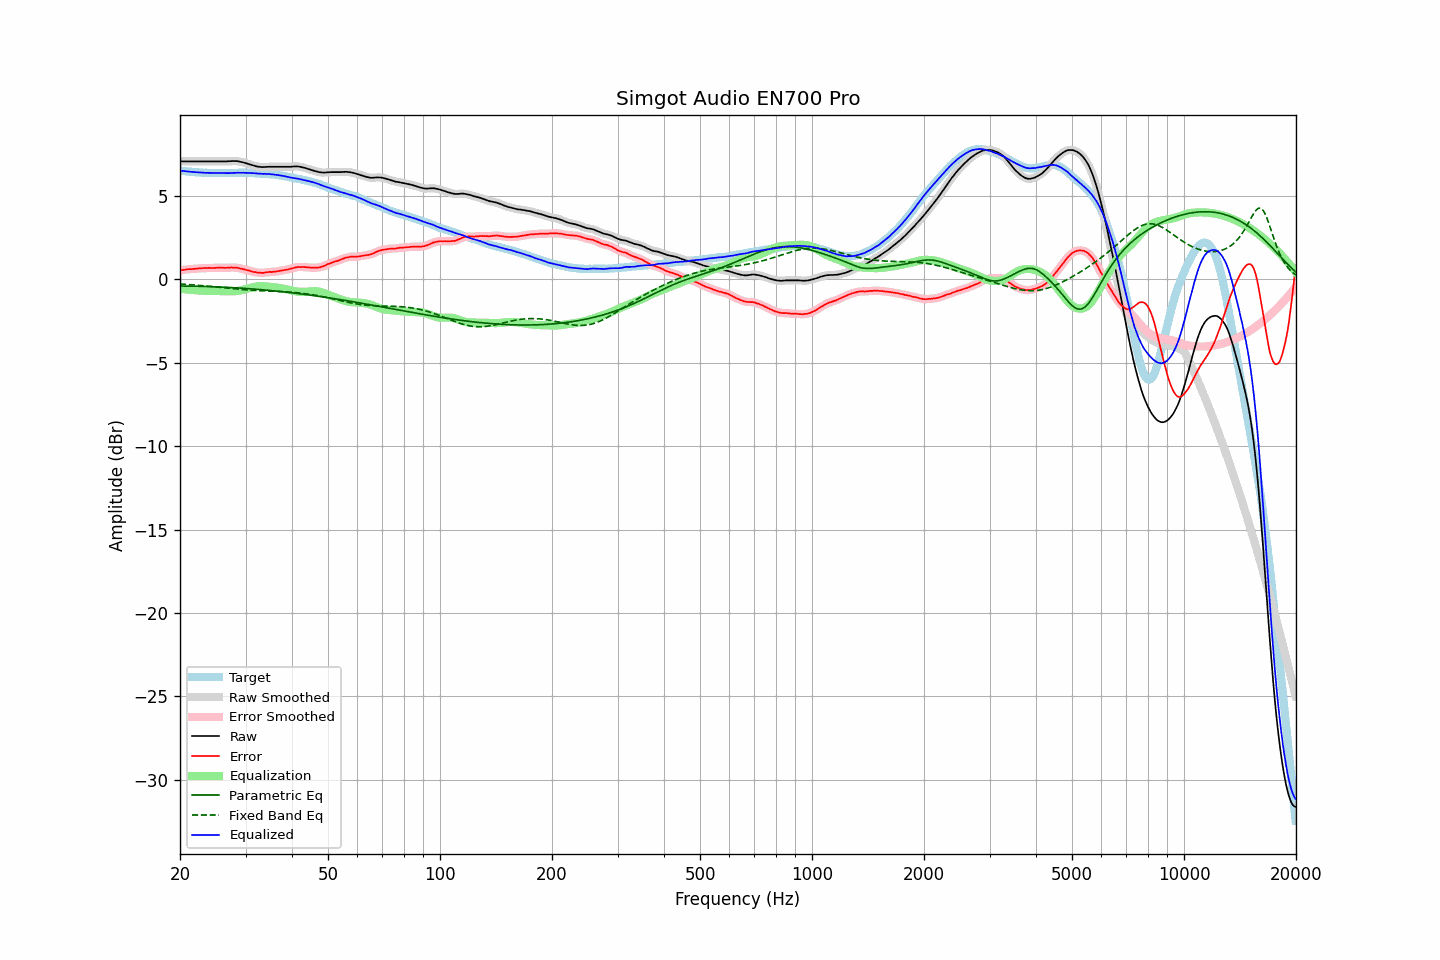 Simgot Audio EN700 Pro
Amplitude (dBr)
5
0
−5
−10
−15
−20
−25
−30
Target
Raw Smoothed
Error Smoothed
Raw
Error
Equalization
Parametric Eq
Fixed Band Eq
Equalized
20 50 100 200 500 1000 2000 5000 10000 20000
Frequency (Hz)